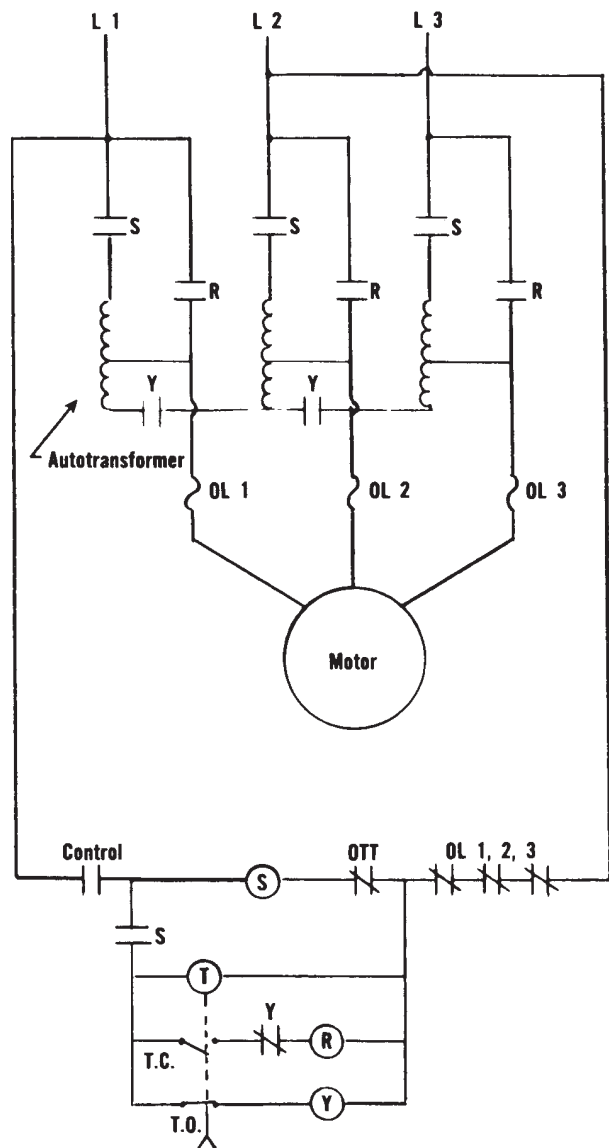 L 1 L 2 L 3
S S S
R R R
Y Y
Autotransformer
OL 1 OL 2 OL 3
Motor
Control OTT OL 1, 2, 3
S
S
T
Y
R
T.C.
Y
T.O.